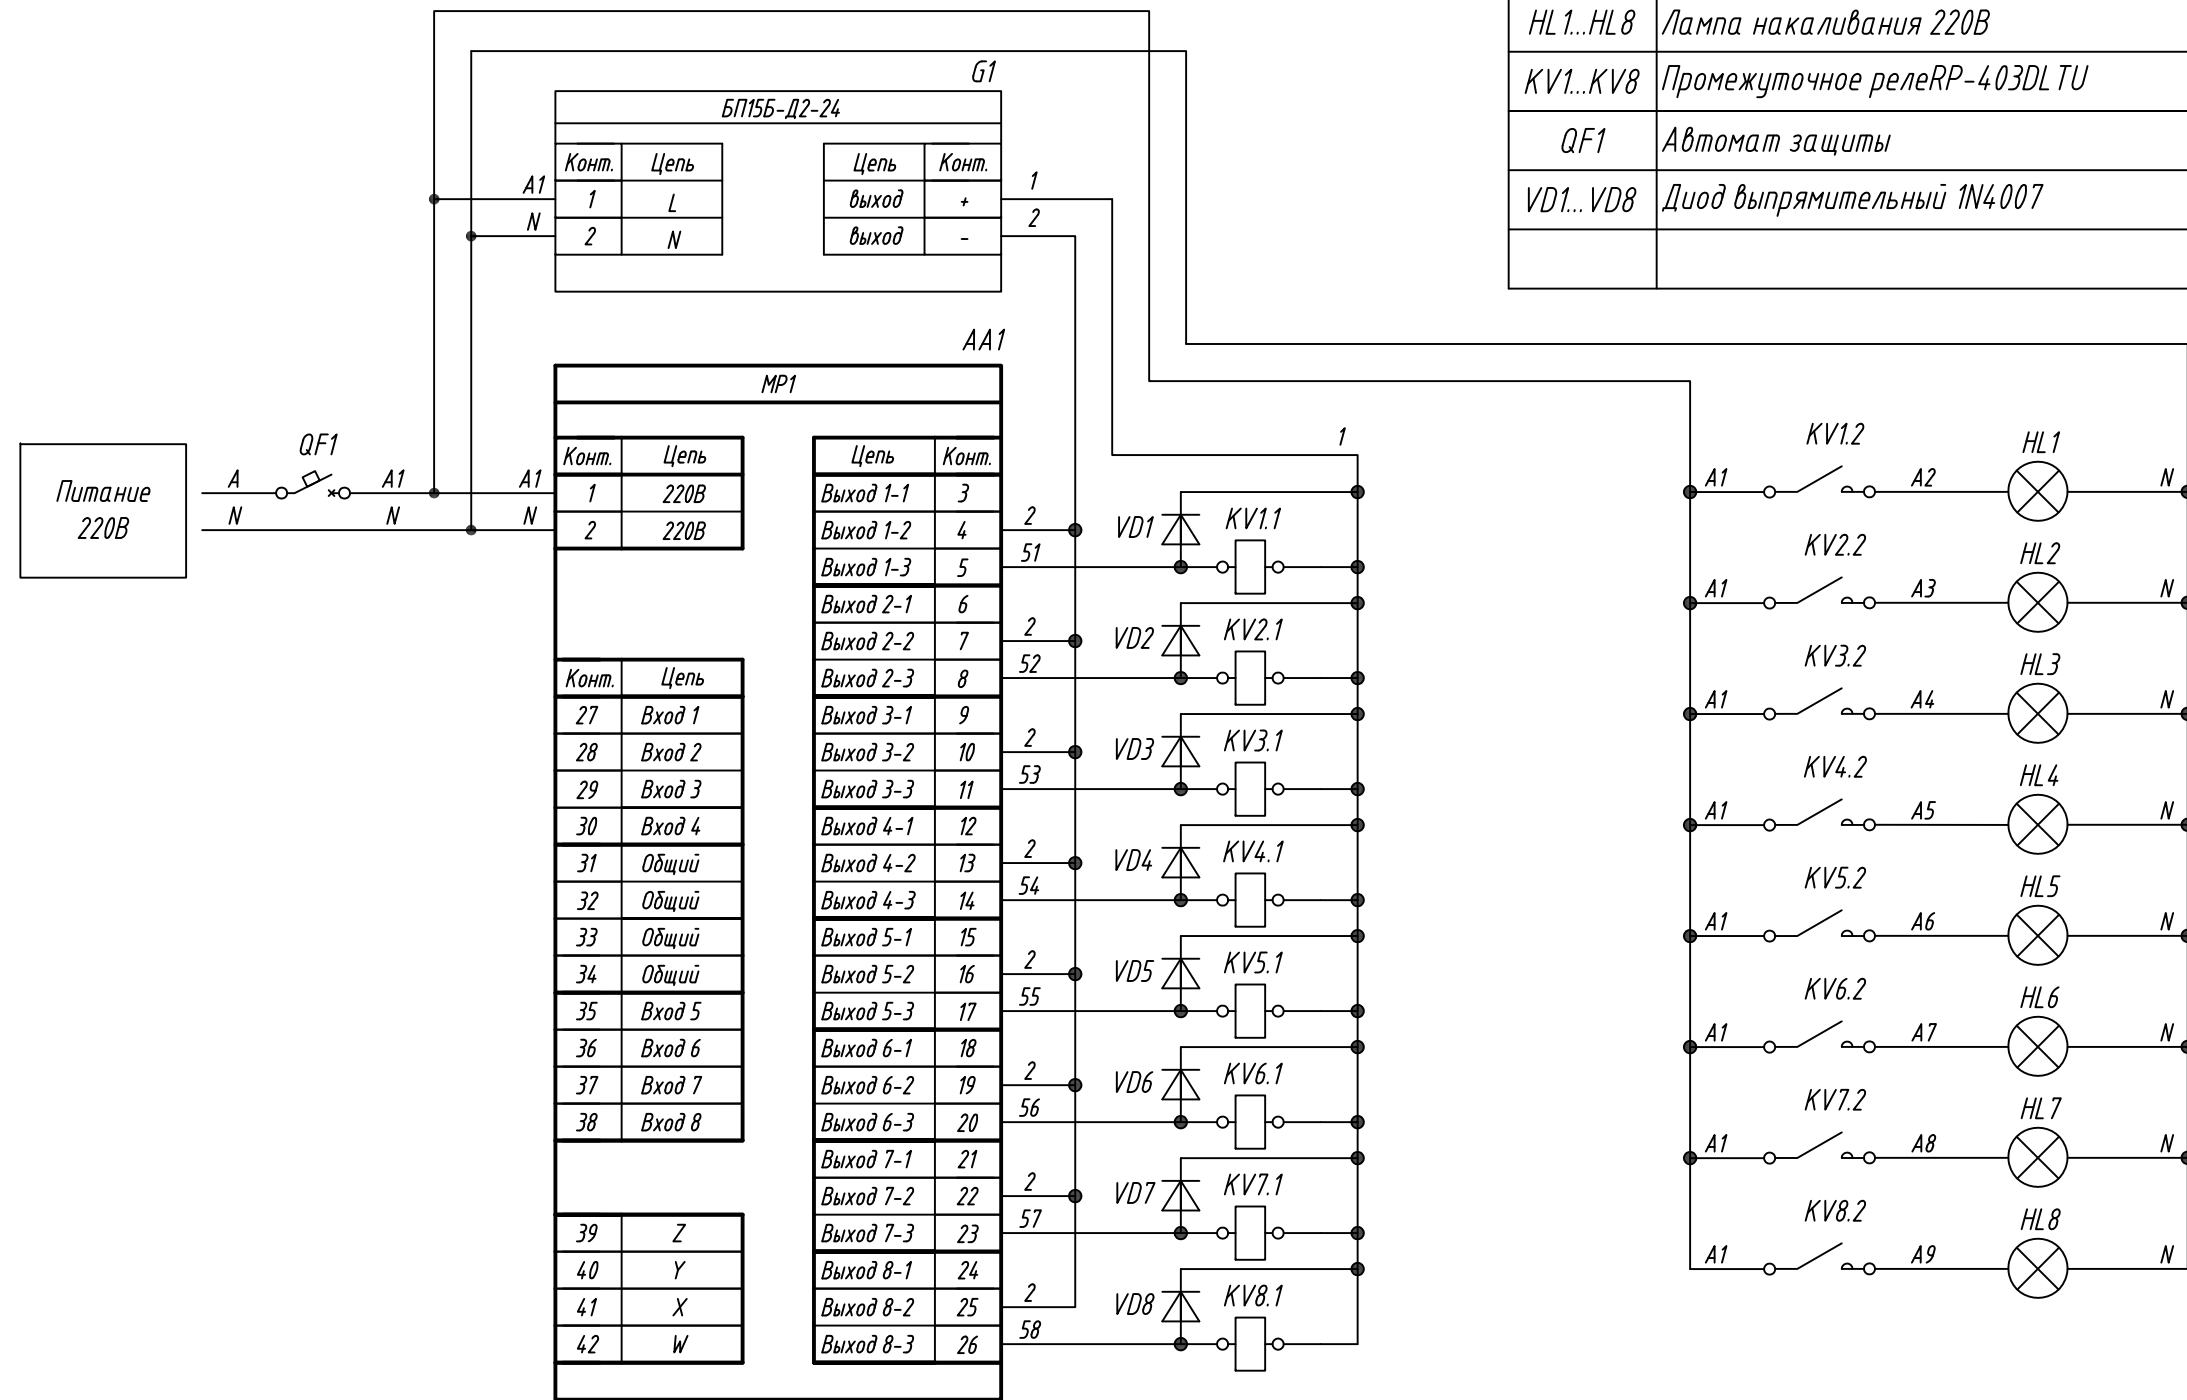 HL1...HL8 Лампа накаливания 220В
KV1...KV8 Промежуточное релеRP-403DLTU
QF1 Автомат защиты
VD1...VD8 Диод выпрямительный 1N4007
G1
БП15Б-Д2-24
Конт. Цепь Цепь Конт.
A1 1 L выход + 1
N 2 N выход - 2
AA1
МР1
Питание
220В
QF1
A A1 A1
N N N
Конт. Цепь
1 220В
2 220В
Конт. Цепь
27 Вход 1
28 Вход 2
29 Вход 3
30 Вход 4
31 Общий
32 Общий
33 Общий
34 Общий
35 Вход 5
36 Вход 6
37 Вход 7
38 Вход 8
39 Z
40 Y
41 X
42 W
Цепь Конт.
Выход 1-1 3
Выход 1-2 4 2
Выход 1-3 5 51
Выход 2-1 6
Выход 2-2 7 2
Выход 2-3 8 52
Выход 3-1 9
Выход 3-2 10 2
Выход 3-3 11 53
Выход 4-1 12
Выход 4-2 13 2
Выход 4-3 14 54
Выход 5-1 15
Выход 5-2 16 2
Выход 5-3 17 55
Выход 6-1 18
Выход 6-2 19 2
Выход 6-3 20 56
Выход 7-1 21
Выход 7-2 22 2
Выход 7-3 23 57
Выход 8-1 24
Выход 8-2 25 2
Выход 8-3 26 58
1
VD1 KV1.1
VD2 KV2.1
VD3 KV3.1
VD4 KV4.1
VD5 KV5.1
VD6 KV6.1
VD7 KV7.1
VD8 KV8.1
KV1.2 HL1
A1 A2 N
KV2.2 HL2
A1 A3 N
KV3.2 HL3
A1 A4 N
KV4.2 HL4
A1 A5 N
KV5.2 HL5
A1 A6 N
KV6.2 HL6
A1 A7 N
KV7.2 HL7
A1 A8 N
KV8.2 HL8
A1 A9 N